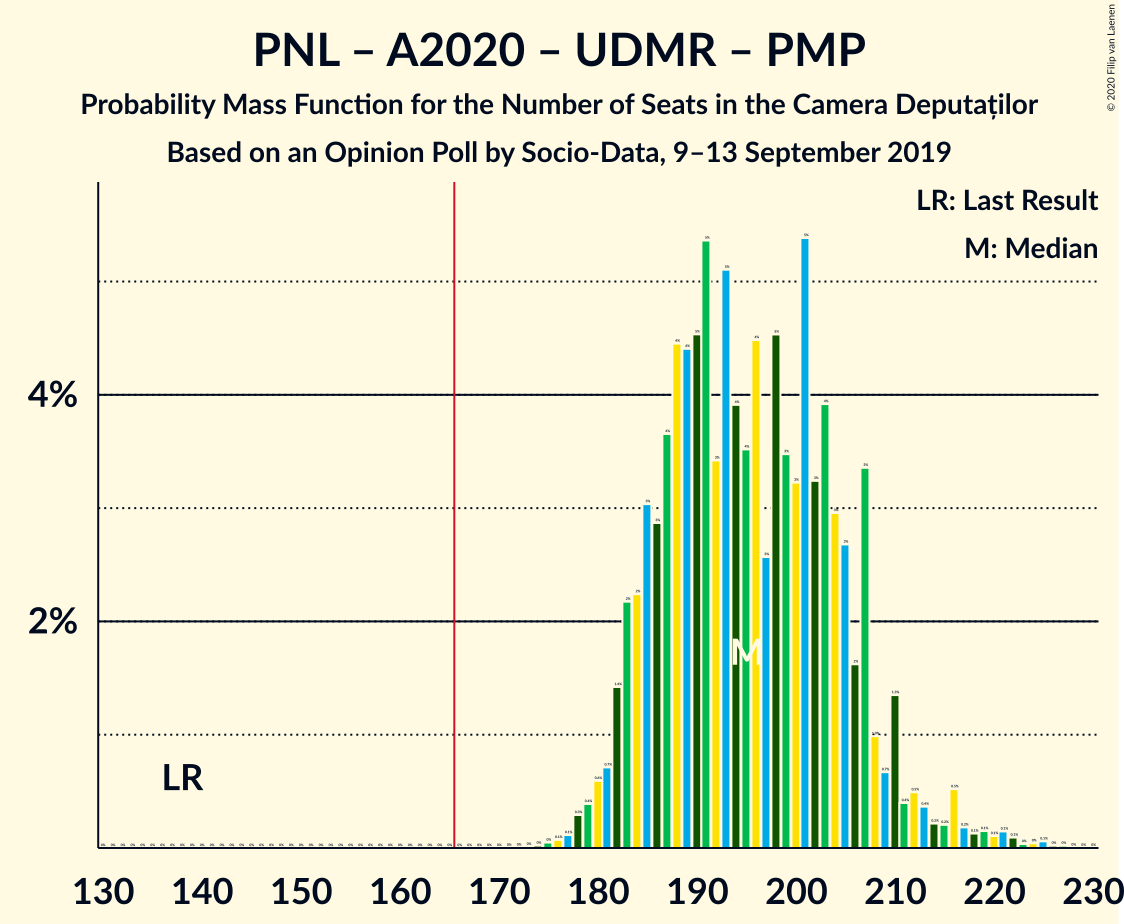 PNL – A2020 – UDMR – PMP
Probability Mass Function for the Number of Seats in the Camera Deputaților
Based on an Opinion Poll by Socio-Data, 9–13 September 2019
© 2020 Filip van Laenen
LR: Last Result
M: Median
4%
2%
M
LR
130 140 150 160 170 180 190 200 210 220 230